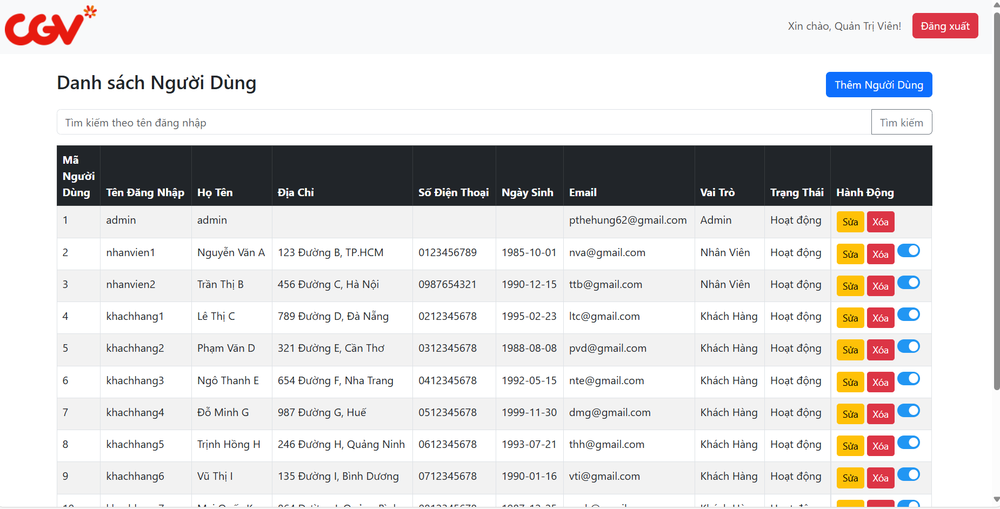 CGV
Xin chào, Quản Trị Viên!
Đăng xuất
Danh sách Người Dùng
Thêm Người Dùng
Tìm kiếm theo tên đăng nhập
Tìm kiếm
Mã Người Dùng Tên Đăng Nhập Họ Tên Địa Chỉ Số Điện Thoại Ngày Sinh Email Vai Trò Trạng Thái Hành Động
1 admin admin pthehung62@gmail.com Admin Hoạt động Sửa Xóa
2 nhanvien1 Nguyễn Văn A 123 Đường B, TP.HCM 0123456789 1985-10-01 nva@gmail.com Nhân Viên Hoạt động Sửa Xóa
3 nhanvien2 Trần Thị B 456 Đường C, Hà Nội 0987654321 1990-12-15 ttb@gmail.com Nhân Viên Hoạt động Sửa Xóa
4 khachhang1 Lê Thị C 789 Đường D, Đà Nẵng 0212345678 1995-02-23 ltc@gmail.com Khách Hàng Hoạt động Sửa Xóa
5 khachhang2 Phạm Văn D 321 Đường E, Cần Thơ 0312345678 1988-08-08 pvd@gmail.com Khách Hàng Hoạt động Sửa Xóa
6 khachhang3 Ngô Thanh E 654 Đường F, Nha Trang 0412345678 1992-05-15 nte@gmail.com Khách Hàng Hoạt động Sửa Xóa
7 khachhang4 Đỗ Minh G 987 Đường G, Huế 0512345678 1999-11-30 dmg@gmail.com Khách Hàng Hoạt động Sửa Xóa
8 khachhang5 Trịnh Hồng H 246 Đường H, Quảng Ninh 0612345678 1993-07-21 thh@gmail.com Khách Hàng Hoạt động Sửa Xóa
9 khachhang6 Vũ Thị I 135 Đường I, Bình Dương 0712345678 1990-01-16 vti@gmail.com Khách Hàng Hoạt động Sửa Xóa